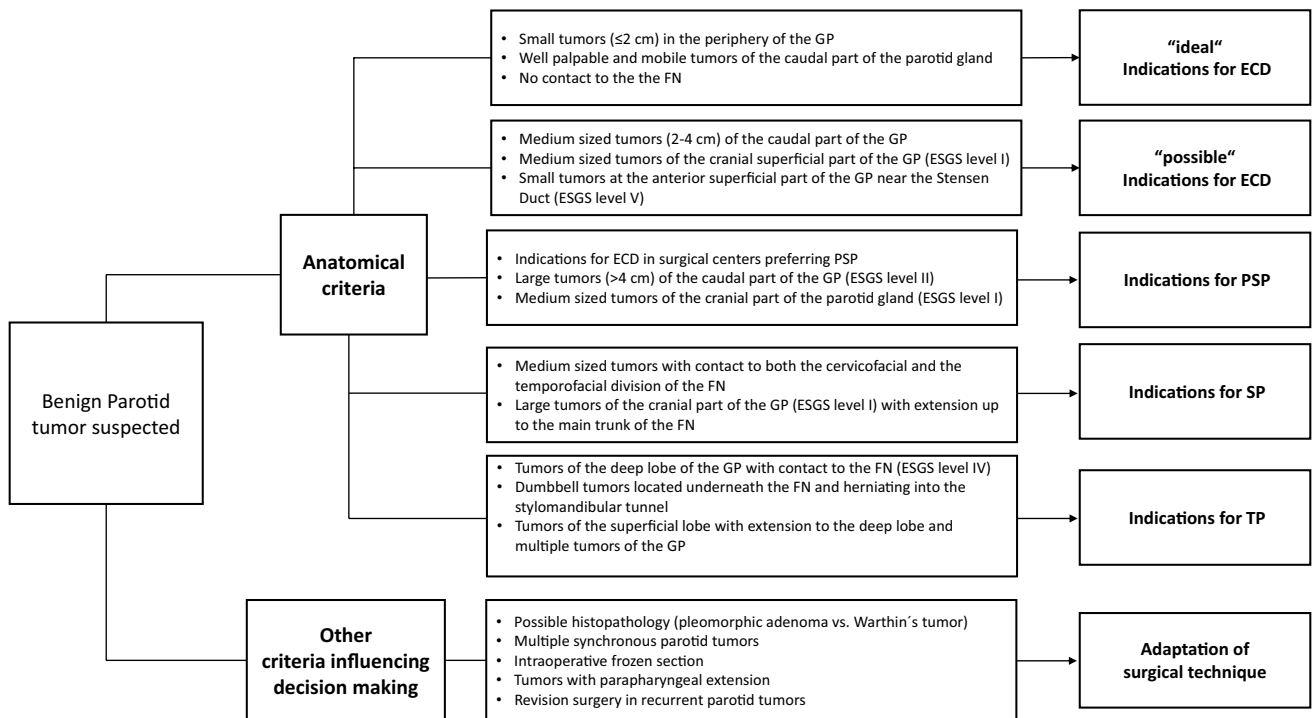 Benign Parotid
tumor suspected
Anatomical
criteria
• Small tumors (≤2 cm) in the periphery of the GP
• Well palpable and mobile tumors of the caudal part of the parotid gland
• No contact to the the FN
“ideal“
Indications for ECD
• Medium sized tumors (2-4 cm) of the caudal part of the GP
• Medium sized tumors of the cranial superficial part of the GP (ESGS level I)
• Small tumors at the anterior superficial part of the GP near the Stensen
Duct (ESGS level V)
“possible“
Indications for ECD
• Indications for ECD in surgical centers preferring PSP
• Large tumors (>4 cm) of the caudal part of the GP (ESGS level II)
• Medium sized tumors of the cranial part of the parotid gland (ESGS level I)
Indications for PSP
• Medium sized tumors with contact to both the cervicofacial and the
temporofacial division of the FN
• Large tumors of the cranial part of the GP (ESGS level I) with extension up
to the main trunk of the FN
Indications for SP
• Tumors of the deep lobe of the GP with contact to the FN (ESGS level IV)
• Dumbbell tumors located underneath the FN and herniating into the
stylomandibular tunnel
• Tumors of the superficial lobe with extension to the deep lobe and
multiple tumors of the GP
Indications for TP
Other
criteria influencing
decision making
• Possible histopathology (pleomorphic adenoma vs. Warthin´s tumor)
• Multiple synchronous parotid tumors
• Intraoperative frozen section
• Tumors with parapharyngeal extension
• Revision surgery in recurrent parotid tumors
Adaptation of
surgical technique